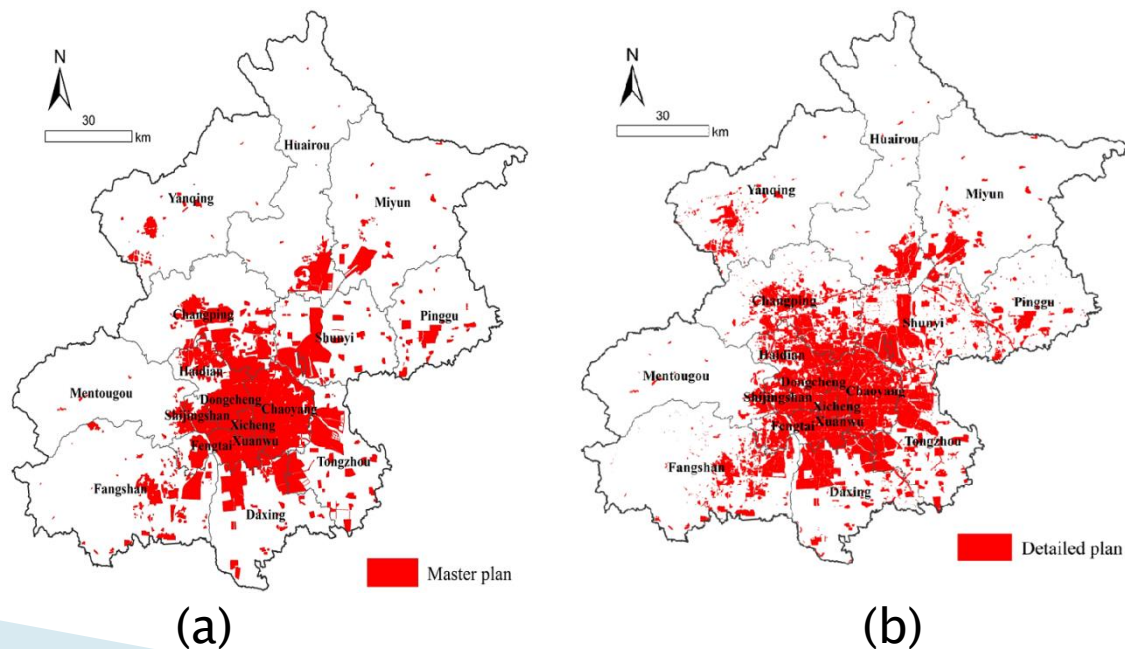 N
30
km
Huairou
Yanqing
Miyun
Changping
Pinggu
Shunyi
Haidian
Mentougou
Dongcheng
Chaoyang
Shijingshan
Xicheng
Fengtai
Xuanwu
Tongzhou
Fangshan
Daxing
Master plan
(a)
N
30
km
Huairou
Yanqing
Miyun
Changping
Pinggu
Shunyi
Haidian
Mentougou
Dongcheng
Chaoyang
Shijingshan
Xicheng
Fengtai
Xuanwu
Tongzhou
Fangshan
Daxing
Detailed plan
(b)